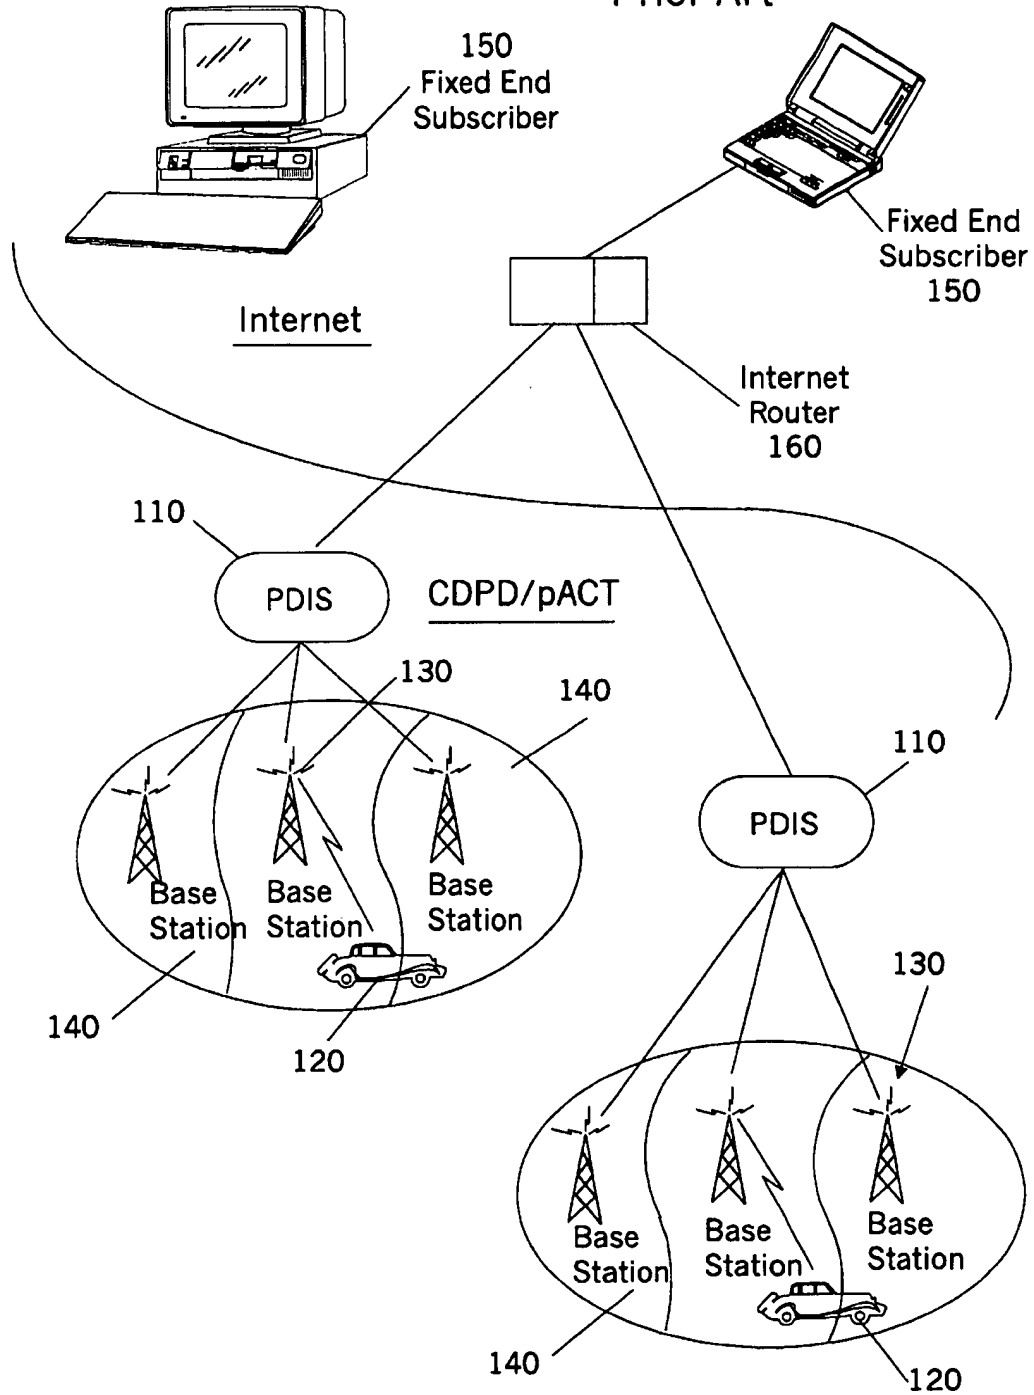 Prior Art
150
Fixed End
Subscriber
Fixed End
Subscriber
150
Internet
Internet
Router
160
110
PDIS
CDPD/pACT
130
140
110
PDIS
Base
Station
Base
Station
Base
Station
130
140
120
Base
Station
Base
Station
Base
Station
140
120